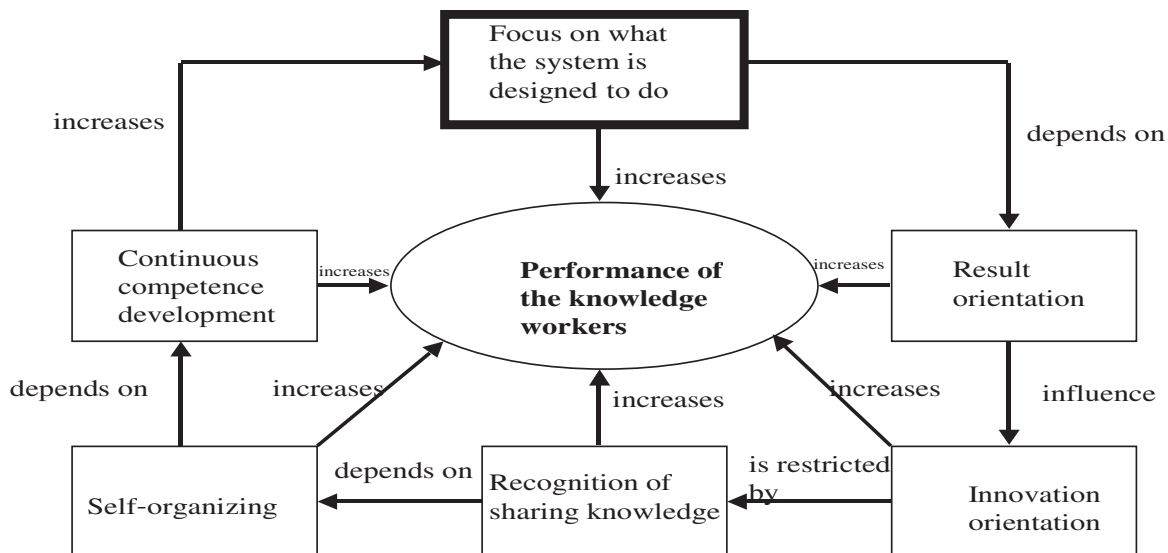 Focus on what
the system is
designed to do
increases
depends on
increases
Continuous
competence
development
increases
Performance of
the knowledge
workers
increases
Result
orientation
depends on
increases
increases
increases
influence
Self-organizing
depends on
Recognition of
sharing knowledge
is restricted
by
Innovation
orientation